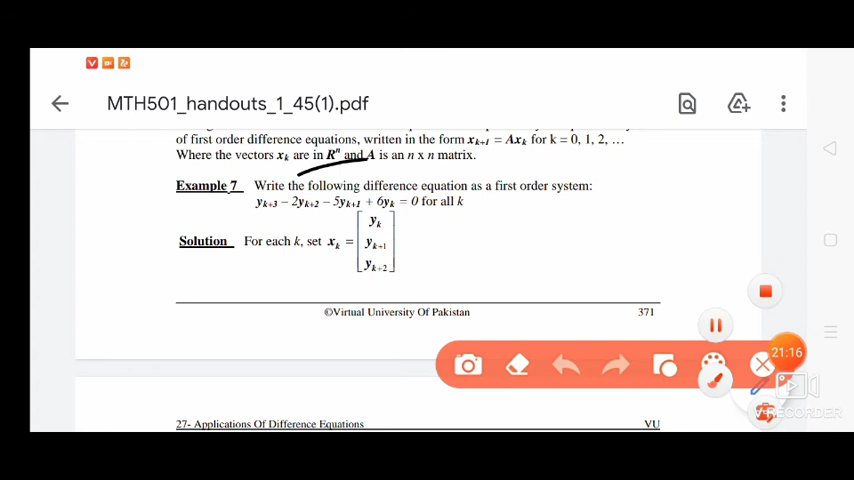 MTH501_handouts_1_45(1).pdf
of first order difference equations, written in the form xₖ₊₁ = Axₖ for k = 0, 1, 2, …
Where the vectors xₖ are in Rⁿ and A is an n x n matrix.
Example 7 Write the following difference equation as a first order system:
yₖ₊₃ − 2yₖ₊₂ − 5yₖ₊₁ + 6yₖ = 0 for all k
Solution For each k, set xₖ = [yₖ
yₖ₊₁
yₖ₊₂]
©Virtual University Of Pakistan 371
21:16
V RECORDER
27- Applications Of Difference Equations VU